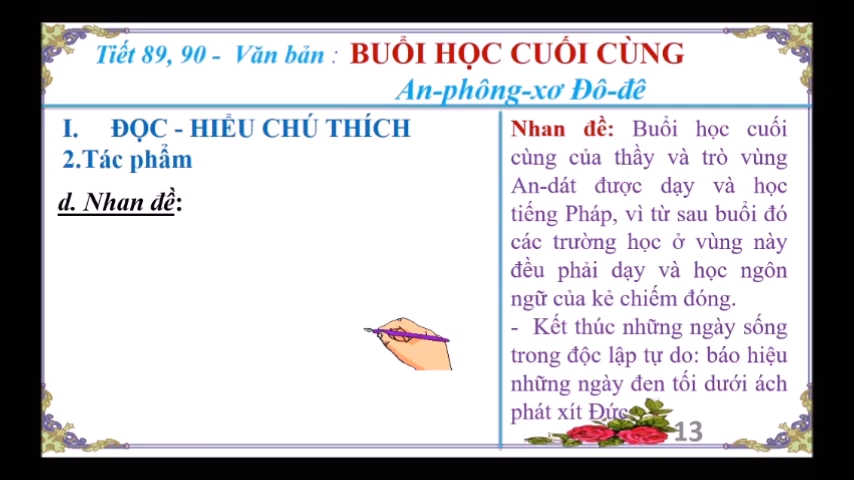 Tiết 89, 90 - Văn bản : BUỔI HỌC CUỐI CÙNG
An-phông-xơ Đô-đê
I. ĐỌC - HIỂU CHÚ THÍCH
2.Tác phẩm
d. Nhan đề:
Nhan đề: Buổi học cuối
cùng của thầy và trò vùng
An-dát được dạy và học
tiếng Pháp, vì từ sau buổi đó
các trường học ở vùng này
đều phải dạy và học ngôn
ngữ của kẻ chiếm đóng.
- Kết thúc những ngày sống
trong độc lập tự do: báo hiệu
những ngày đen tối dưới ách
phát xít Đức
13